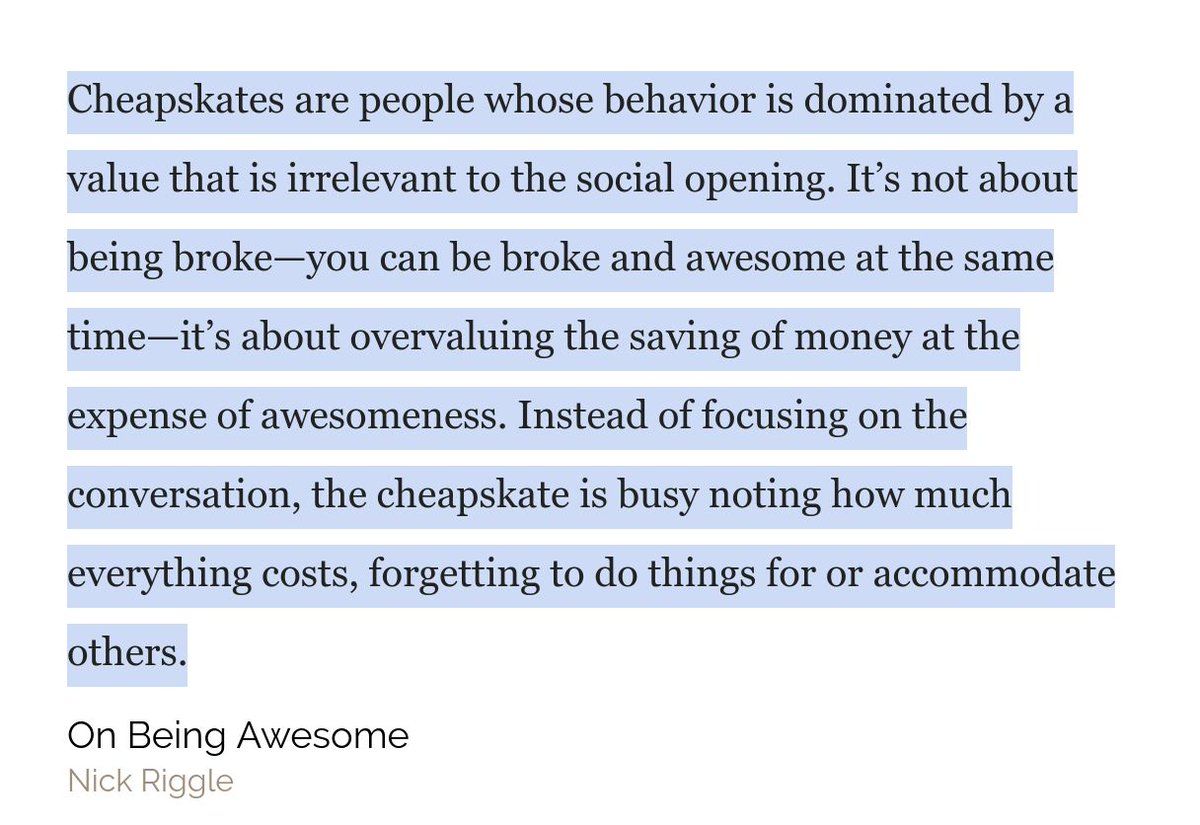 Cheapskates are people whose behavior is dominated by a
value that is irrelevant to the social opening. It’s not about
being broke—you can be broke and awesome at the same
time—it’s about overvaluing the saving of money at the
expense of awesomeness. Instead of focusing on the
conversation, the cheapskate is busy noting how much
everything costs, forgetting to do things for or accommodate
others.
On Being Awesome
Nick Riggle